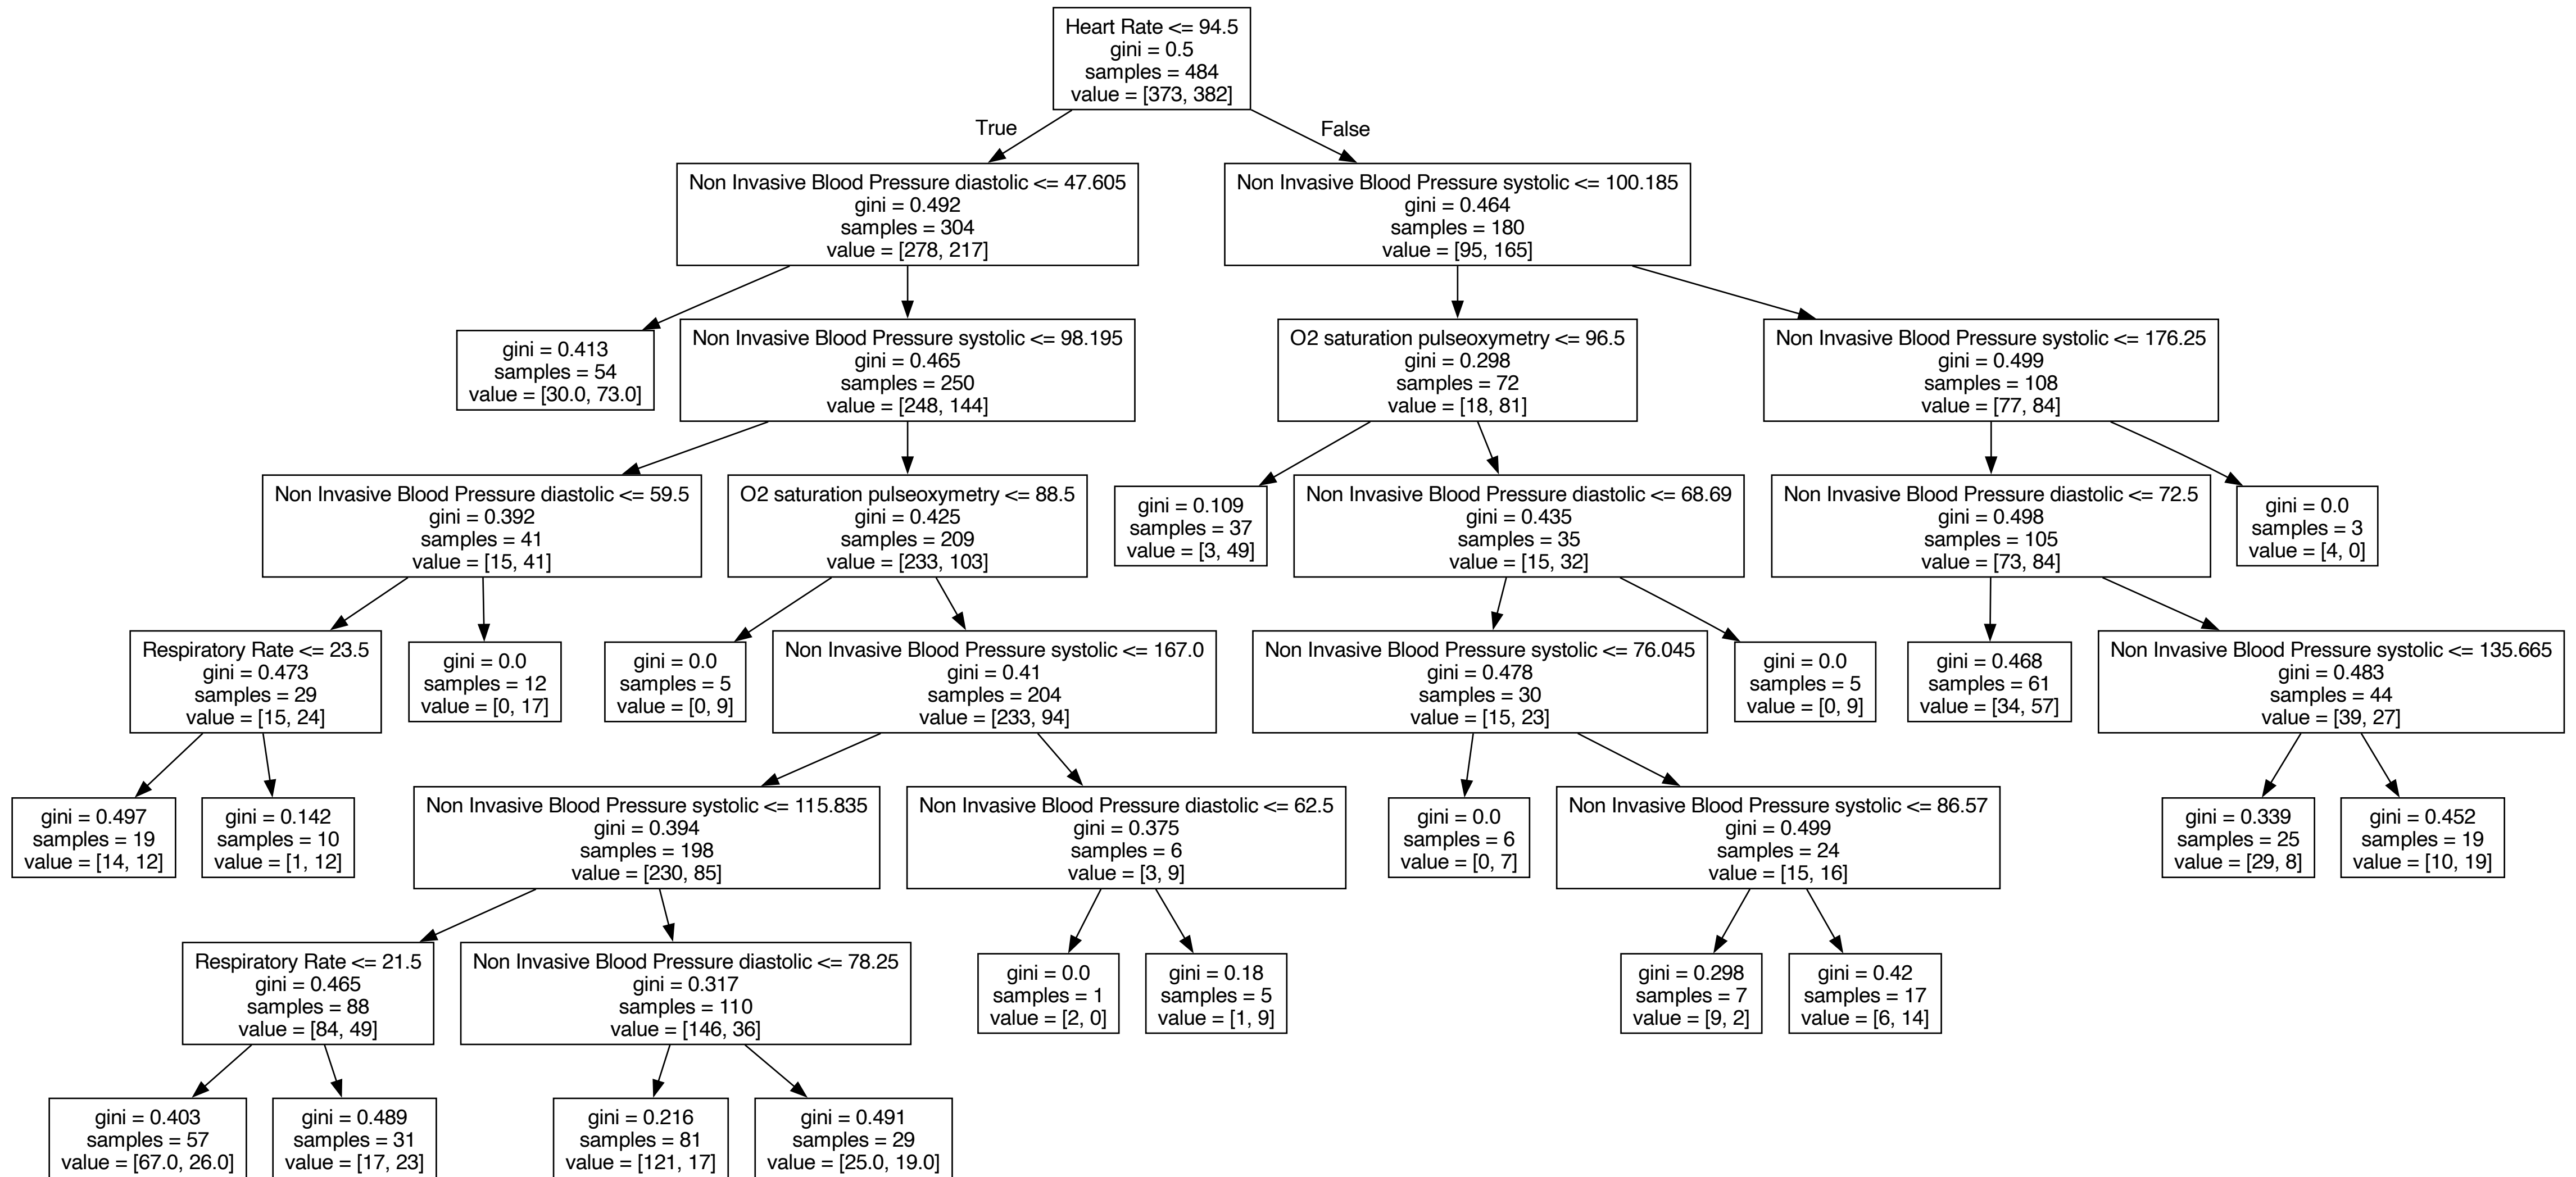 Heart Rate <= 94.5
gini = 0.5
samples = 484
value = [373, 382]
True
False
Non Invasive Blood Pressure diastolic <= 47.605
gini = 0.492
samples = 304
value = [278, 217]
Non Invasive Blood Pressure systolic <= 100.185
gini = 0.464
samples = 180
value = [95, 165]
gini = 0.413
samples = 54
value = [30.0, 73.0]
Non Invasive Blood Pressure systolic <= 98.195
gini = 0.465
samples = 250
value = [248, 144]
O2 saturation pulseoxymetry <= 96.5
gini = 0.298
samples = 72
value = [18, 81]
Non Invasive Blood Pressure systolic <= 176.25
gini = 0.499
samples = 108
value = [77, 84]
Non Invasive Blood Pressure diastolic <= 59.5
gini = 0.392
samples = 41
value = [15, 41]
O2 saturation pulseoxymetry <= 88.5
gini = 0.425
samples = 209
value = [233, 103]
gini = 0.109
samples = 37
value = [3, 49]
Non Invasive Blood Pressure diastolic <= 68.69
gini = 0.435
samples = 35
value = [15, 32]
Non Invasive Blood Pressure diastolic <= 72.5
gini = 0.498
samples = 105
value = [73, 84]
gini = 0.0
samples = 3
value = [4, 0]
Respiratory Rate <= 23.5
gini = 0.473
samples = 29
value = [15, 24]
gini = 0.0
samples = 12
value = [0, 17]
gini = 0.0
samples = 5
value = [0, 9]
Non Invasive Blood Pressure systolic <= 167.0
gini = 0.41
samples = 204
value = [233, 94]
Non Invasive Blood Pressure systolic <= 76.045
gini = 0.478
samples = 30
value = [15, 23]
gini = 0.0
samples = 5
value = [0, 9]
gini = 0.468
samples = 61
value = [34, 57]
Non Invasive Blood Pressure systolic <= 135.665
gini = 0.483
samples = 44
value = [39, 27]
gini = 0.497
samples = 19
value = [14, 12]
gini = 0.142
samples = 10
value = [1, 12]
Non Invasive Blood Pressure systolic <= 115.835
gini = 0.394
samples = 198
value = [230, 85]
Non Invasive Blood Pressure diastolic <= 62.5
gini = 0.375
samples = 6
value = [3, 9]
gini = 0.0
samples = 6
value = [0, 7]
Non Invasive Blood Pressure systolic <= 86.57
gini = 0.499
samples = 24
value = [15, 16]
gini = 0.339
samples = 25
value = [29, 8]
gini = 0.452
samples = 19
value = [10, 19]
Respiratory Rate <= 21.5
gini = 0.465
samples = 88
value = [84, 49]
Non Invasive Blood Pressure diastolic <= 78.25
gini = 0.317
samples = 110
value = [146, 36]
gini = 0.0
samples = 1
value = [2, 0]
gini = 0.18
samples = 5
value = [1, 9]
gini = 0.298
samples = 7
value = [9, 2]
gini = 0.42
samples = 17
value = [6, 14]
gini = 0.403
samples = 57
value = [67.0, 26.0]
gini = 0.489
samples = 31
value = [17, 23]
gini = 0.216
samples = 81
value = [121, 17]
gini = 0.491
samples = 29
value = [25.0, 19.0]